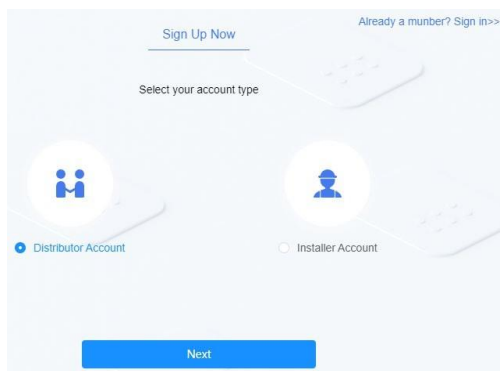 Already a munber? Sign in>>
Sign Up Now
Select your account type
Distributor Account
Installer Account
Next